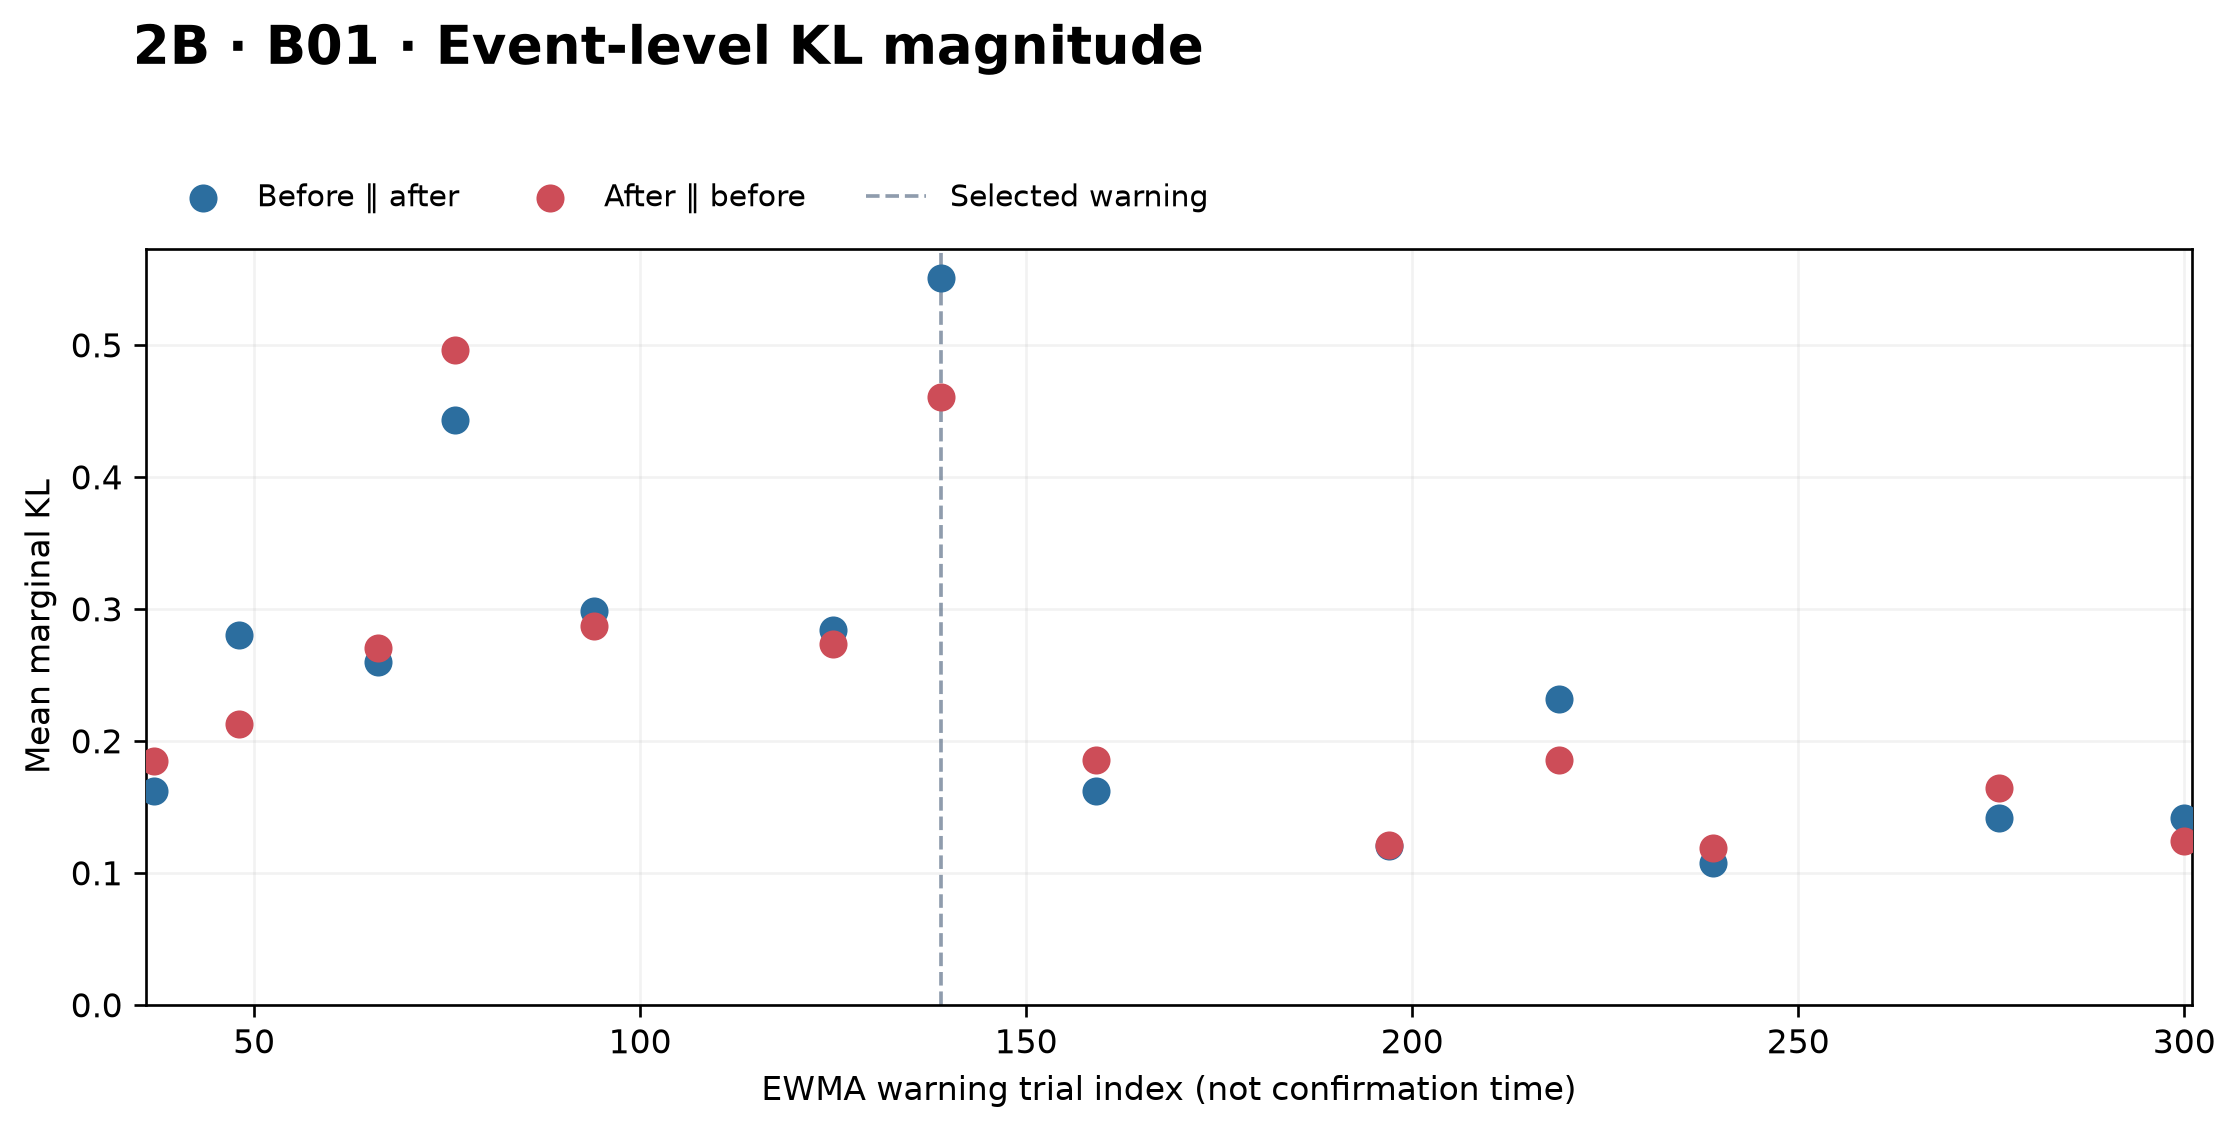 2B · B01 · Event-level KL magnitude
Before ∥ after
After ∥ before
Selected warning
Mean marginal KL
0.5
0.4
0.3
0.2
0.1
0.0
50
100
150
200
250
300
EWMA warning trial index (not confirmation time)